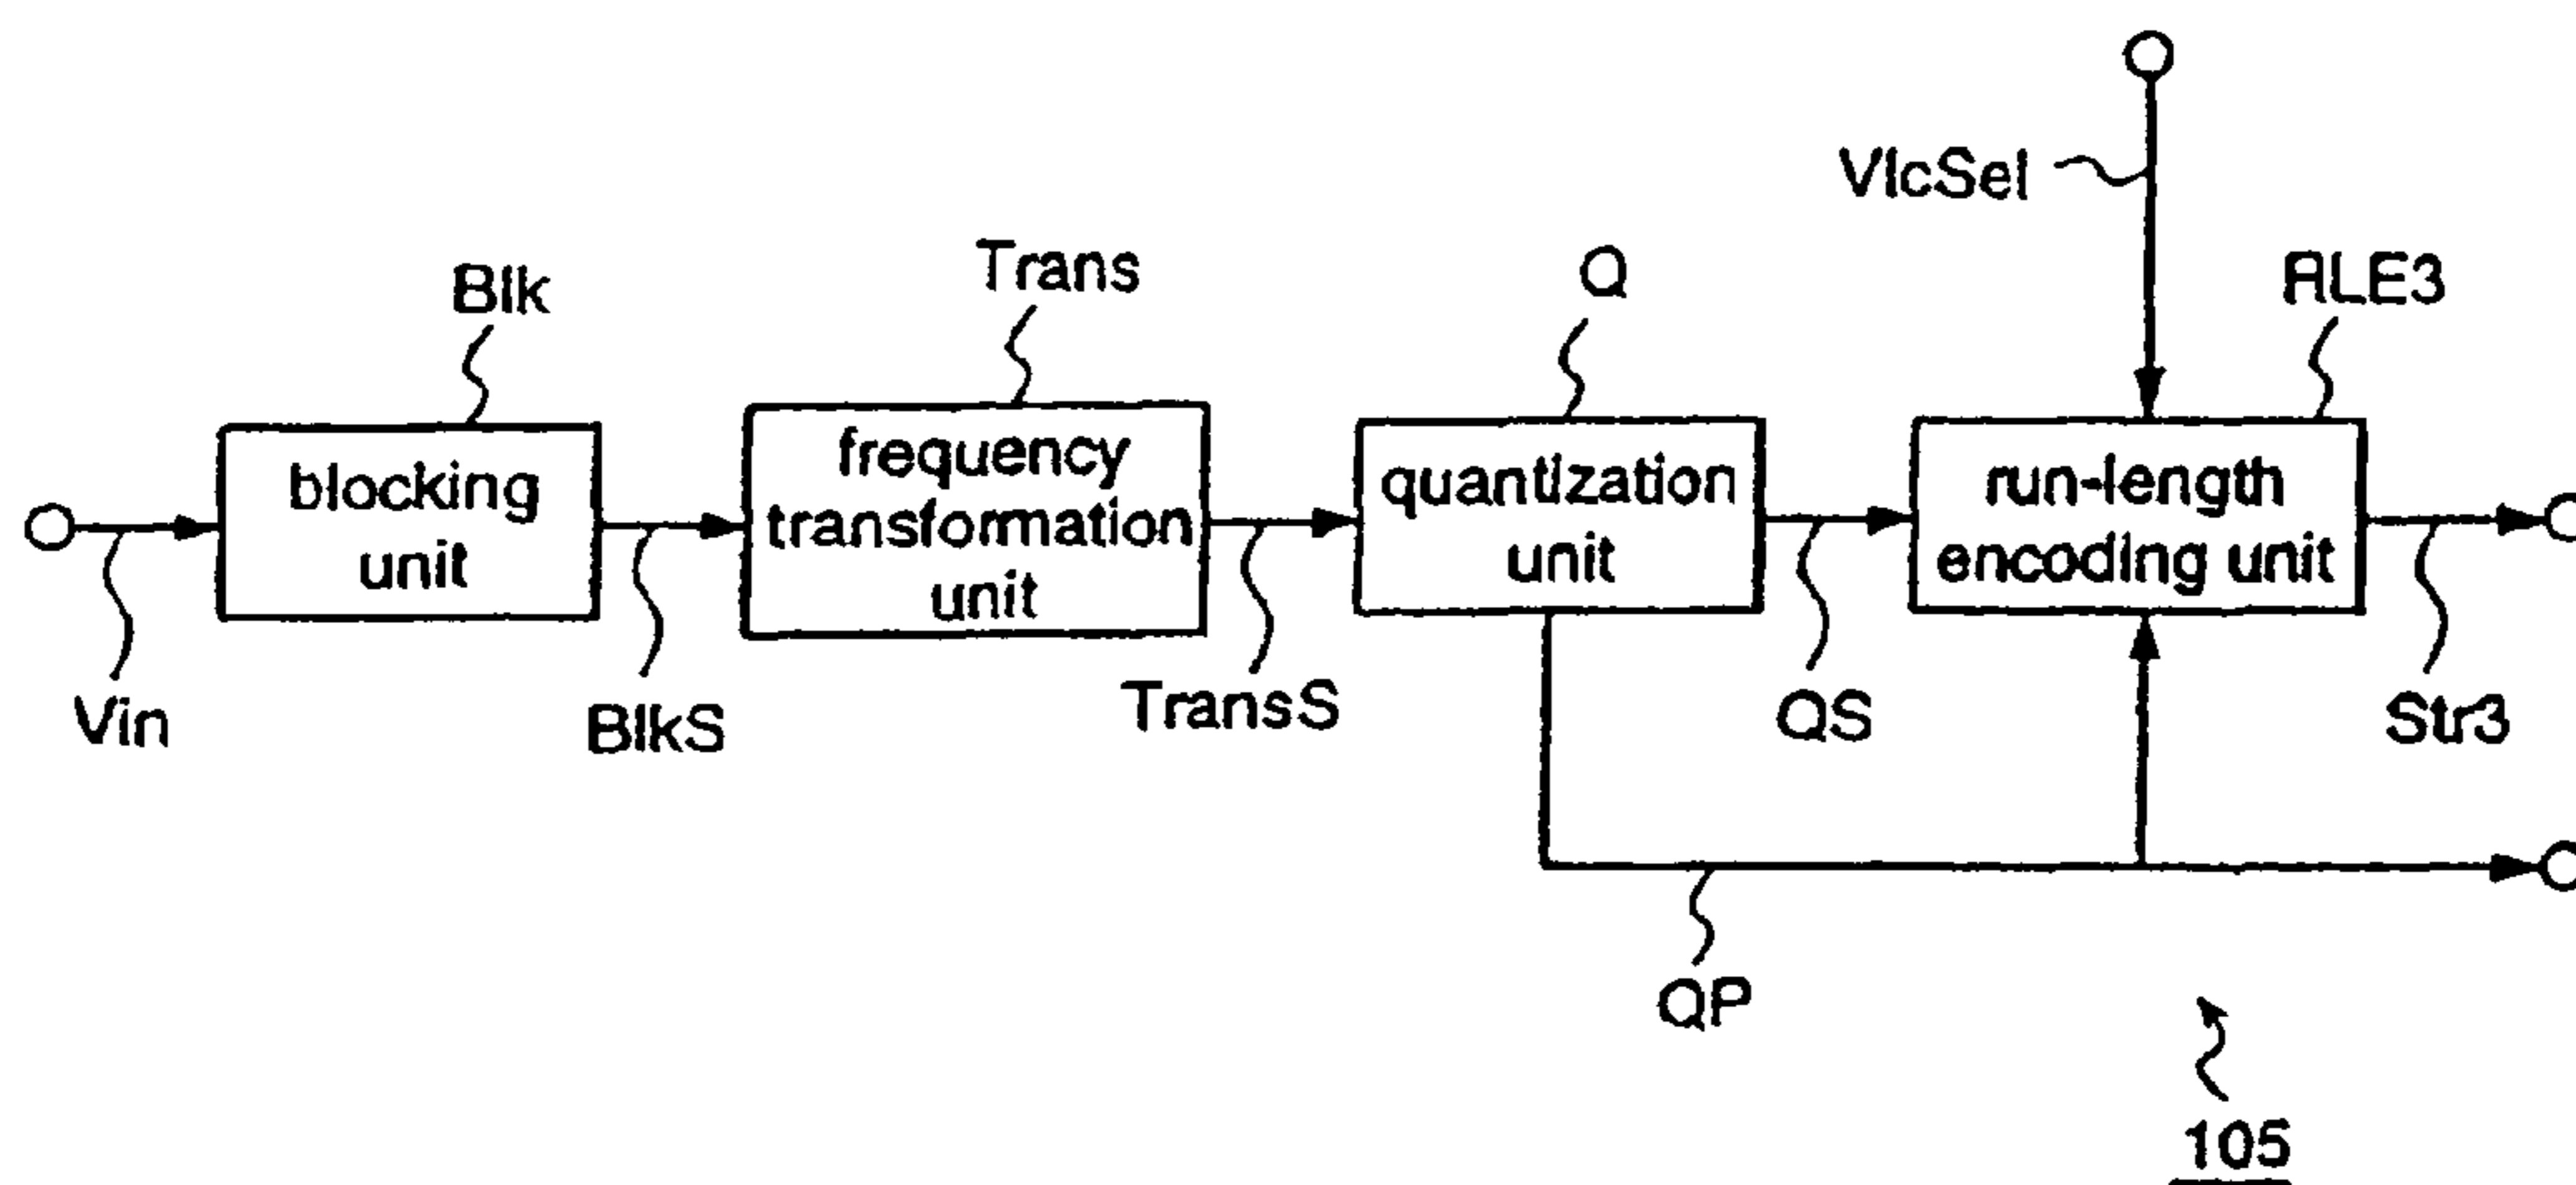 VlcSel
Blk
Trans
Q
RLE3
blocking
unit
frequency
transformation
unit
quantization
unit
run-length
encoding unit
Vin
BlkS
TransS
QS
Str3
QP
105